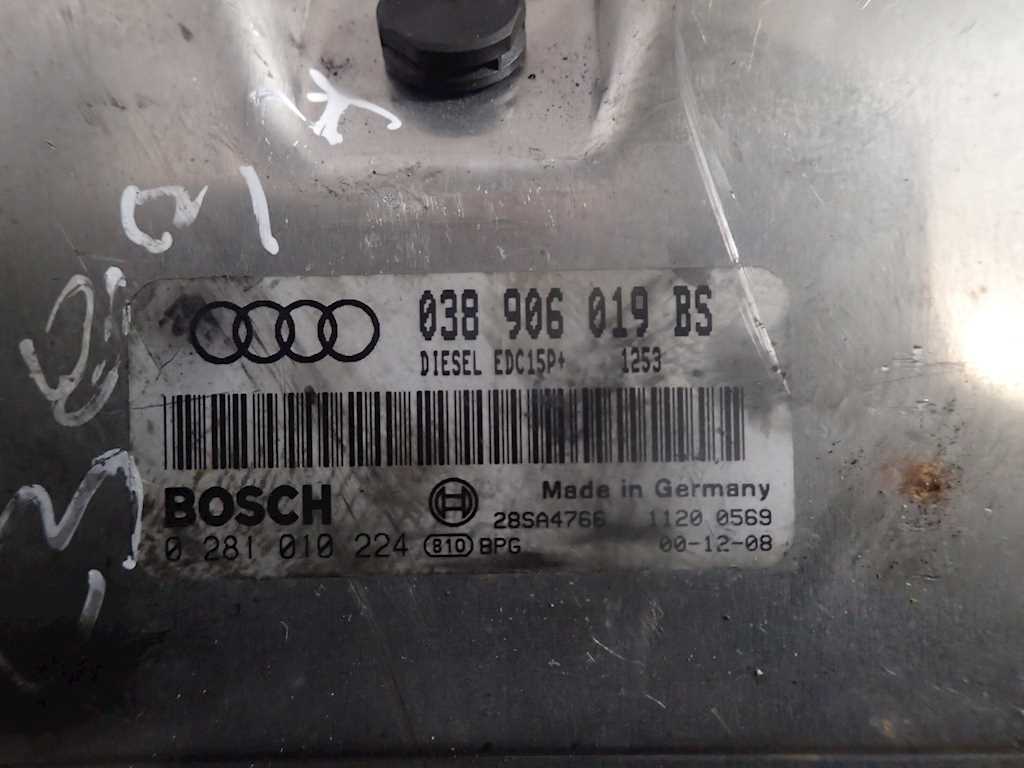 038 906 019 BS
DIESEL EDC15P+ 1253
BOSCH
Made in Germany
28SA4766 1120 0569
0 281 010 224 810 BPG 00-12-08